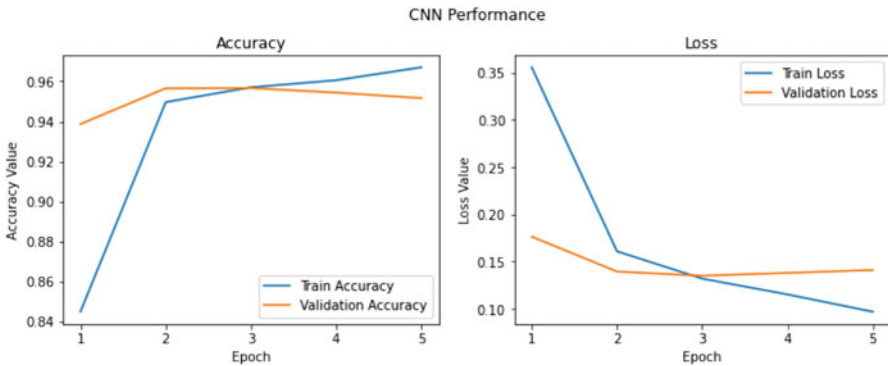 CNN Performance
Accuracy
Accuracy Value
0.96
0.94
0.92
0.90
0.88
0.86
0.84
1 2 3 4 5
Epoch
Train Accuracy
Validation Accuracy
Loss
Loss Value
0.35
0.30
0.25
0.20
0.15
0.10
1 2 3 4 5
Epoch
Train Loss
Validation Loss